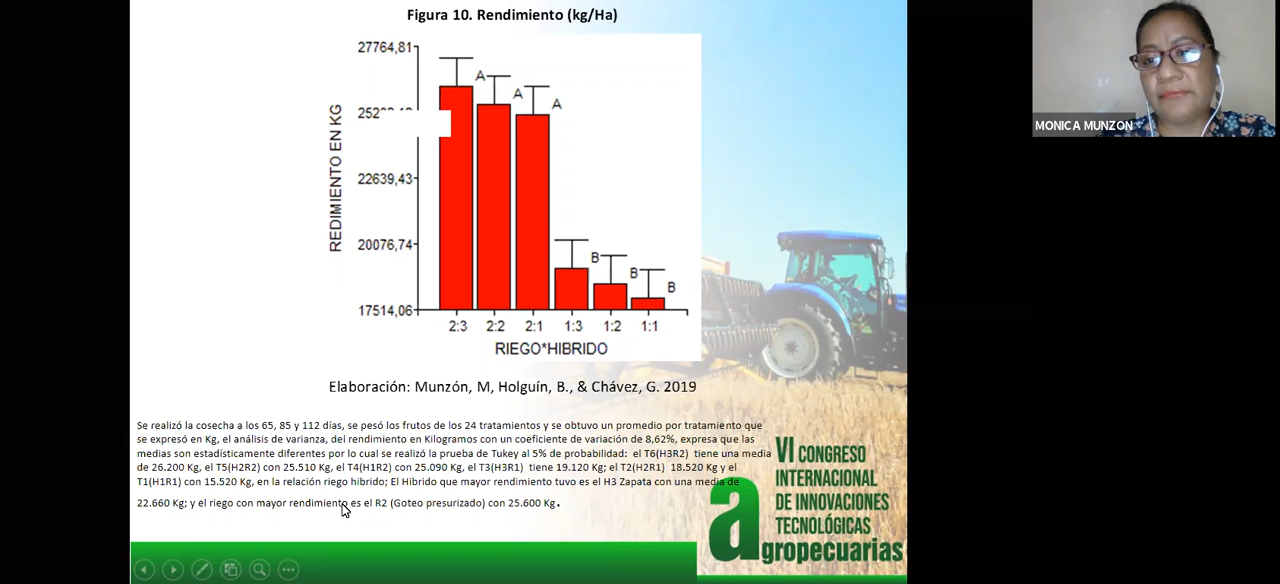 Figura 10. Rendimiento (kg/Ha)
27764,81
22639,43
20076,74
17514,06
REDIMIENTO EN KG
A
A
A
B
B
B
2:3 2:2 2:1 1:3 1:2 1:1
RIEGO*HIBRIDO
Elaboración: Munzón, M, Holguín, B., & Chávez, G. 2019
Se realizó la cosecha a los 65, 85 y 112 días, se pesó los frutos de los 24 tratamientos y se obtuvo un promedio por tratamiento que
se expresó en Kg, el análisis de varianza, del rendimiento en Kilogramos con un coeficiente de variación de 8,62%, expresa que las
medias son estadísticamente diferentes por lo cual se realizó la prueba de Tukey al 5% de probabilidad: el T6(H3R2) tiene una media
de 26.200 Kg, el T5(H2R2) con 25.510 Kg, el T4(H1R2) con 25.090 Kg, el T3(H3R1) tiene 19.120 Kg; el T2(H2R1) 18.520 Kg y el
T1(H1R1) con 15.520 Kg, en la relación riego hibrido; El Hibrido que mayor rendimiento tuvo es el H3 Zapata con una media de
22.660 Kg; y el riego con mayor rendimiento es el R2 (Goteo presurizado) con 25.600 Kg.
VI CONGRESO
INTERNACIONAL
DE INNOVACIONES
TECNOLÓGICAS
agropecuarias
MONICA MUNZON